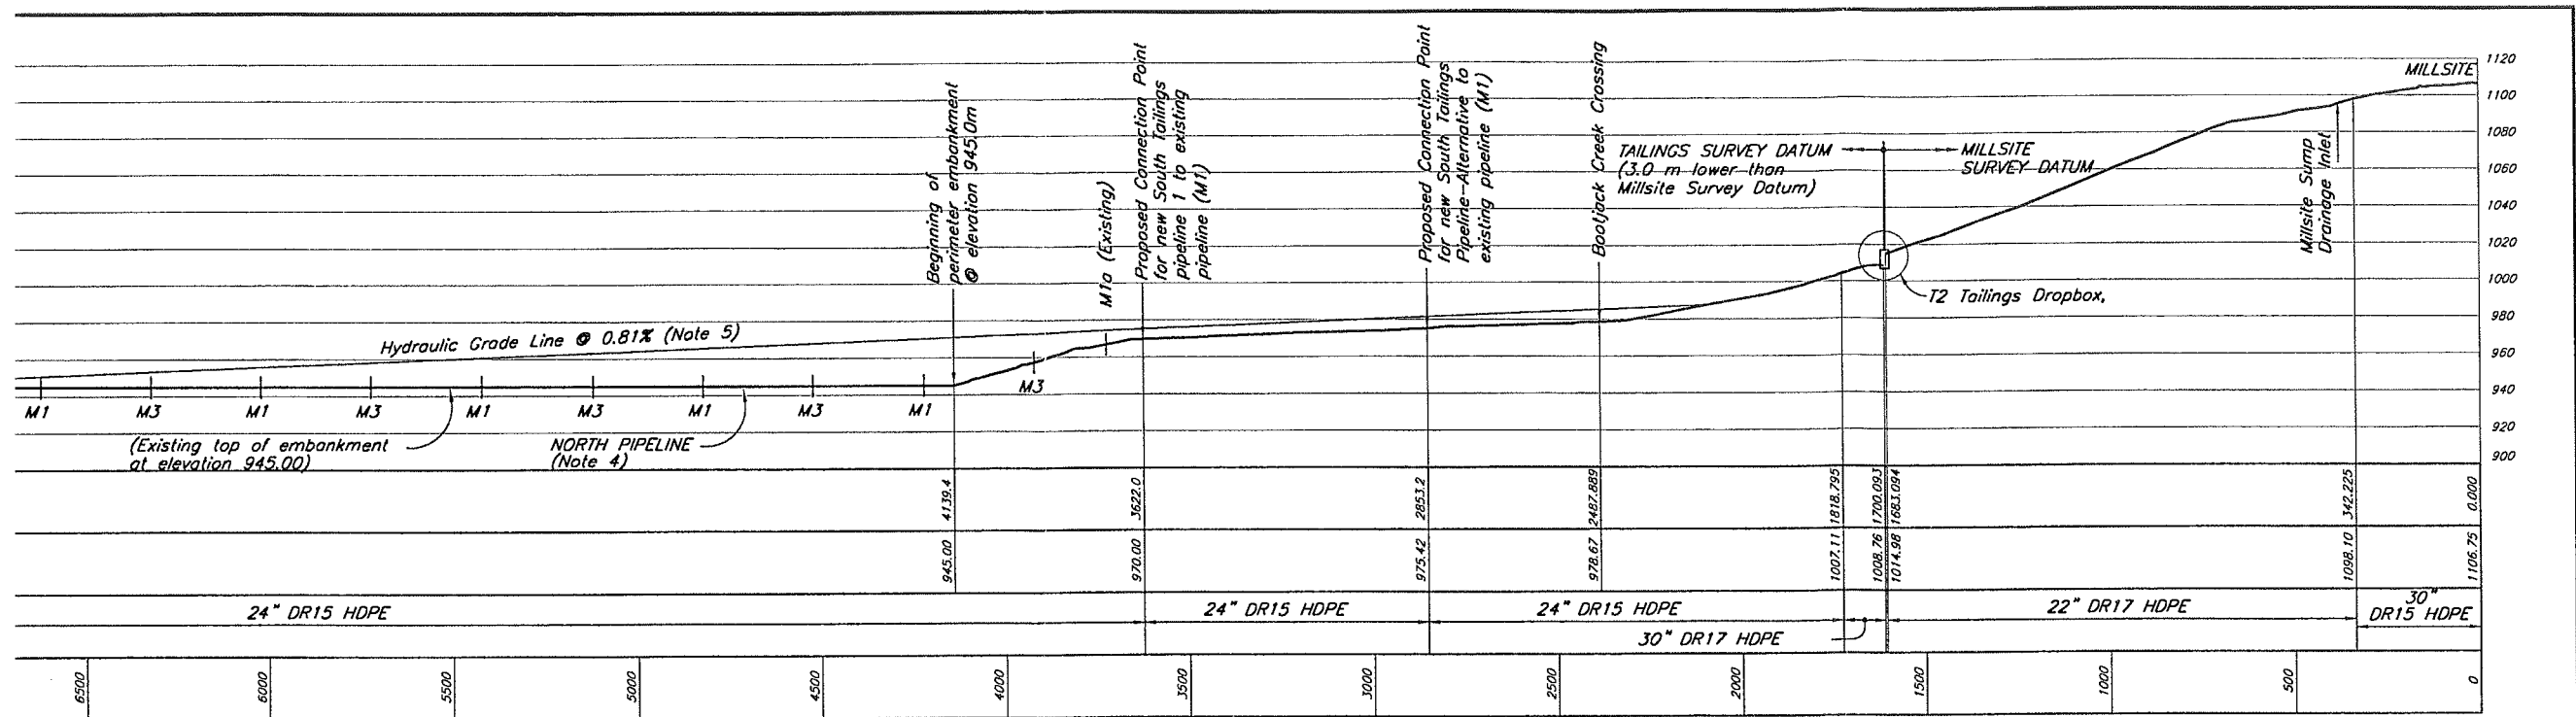 1120
1100
1080
1060
1040
1020
1000
980
960
940
920
900
MILLSITE
Millsite Sump
Drainage Inlet
TAILINGS SURVEY DATUM
(3.0 m lower than
Millsite Survey Datum)
MILLSITE
SURVEY DATUM
T2 Tailings Dropbox,
Bootjack Creek Crossing
Proposed Connection Point
for new South Tailings
Pipeline-Alternative to
existing pipeline (M1)
Proposed Connection Point
for new South Tailings
pipeline 1 to existing
pipeline (M1)
M1a (Existing)
Beginning of
perimeter embankment
@ elevation 945.0m
Hydraulic Grade Line @ 0.81% (Note 5)
M1
M3
M1
M3
M1
M3
M1
M3
M1
M3
(Existing top of embankment
at elevation 945.00)
NORTH PIPELINE
(Note 4)
4139.4
3622.0
2853.2
2487.889
1818.795
1700.093
1683.094
342.225
0.000
945.00
970.00
975.42
978.67
1007.11
1008.76
1014.98
1098.10
1106.75
24" DR15 HDPE
24" DR15 HDPE
24" DR15 HDPE
30" DR17 HDPE
22" DR17 HDPE
30"
DR15 HDPE
6500
6000
5500
5000
4500
4000
3500
3000
2500
2000
1500
1000
500
0